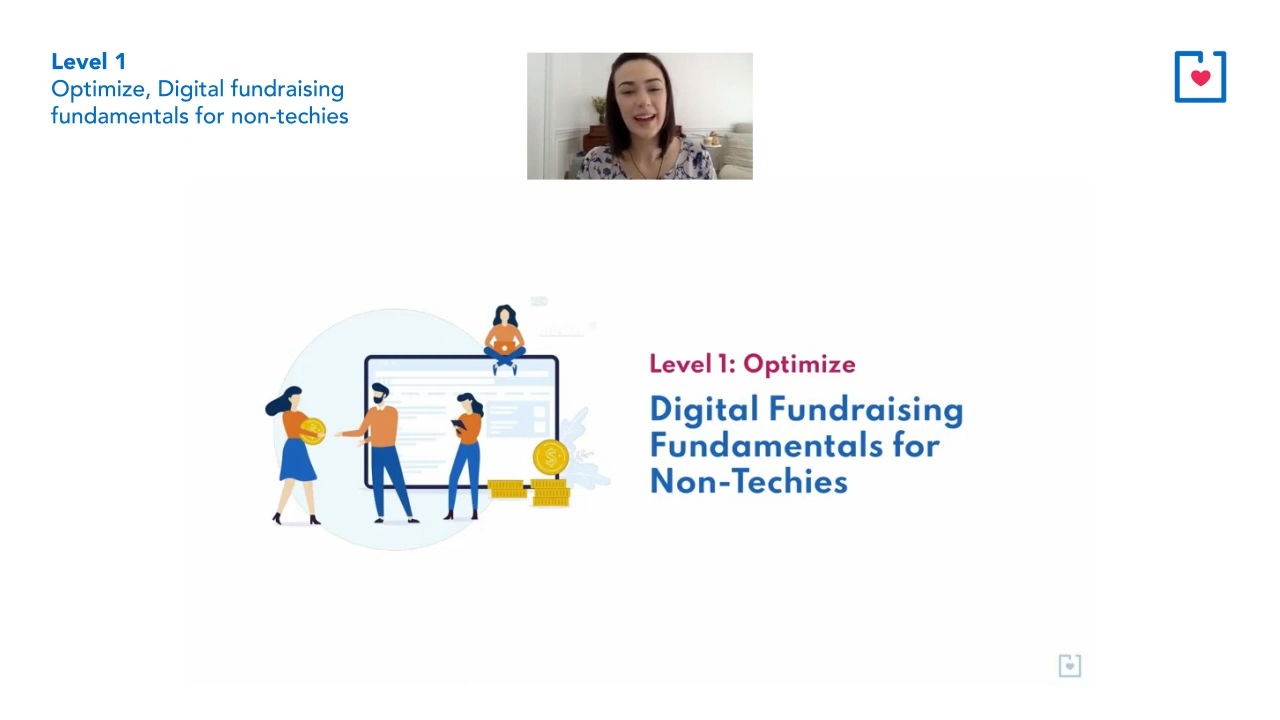 Level 1
Optimize, Digital fundraising
fundamentals for non-techies
Level 1: Optimize
Digital Fundraising
Fundamentals for
Non-Techies